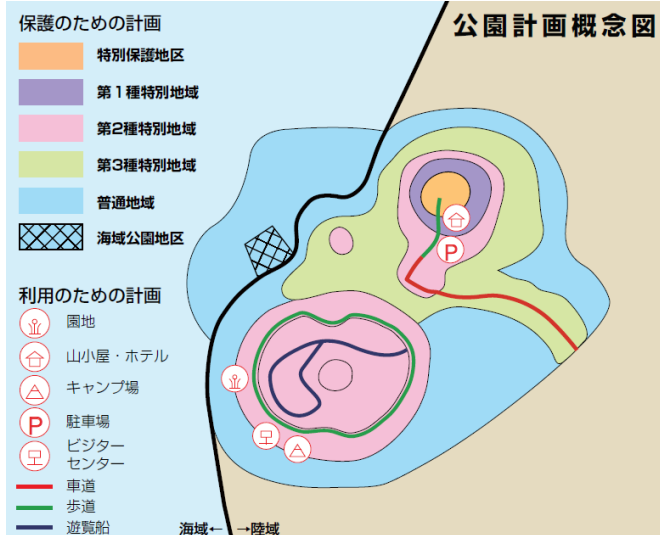 公園計画概念図
保護のための計画
特別保護地区
第1種特別地域
第2種特別地域
第3種特別地域
普通地域
海域公園地区
利用のための計画
園地
山小屋・ホテル
キャンプ場
P
駐車場
ビジター
センター
車道
歩道
遊覧船
P
海域← →陸域